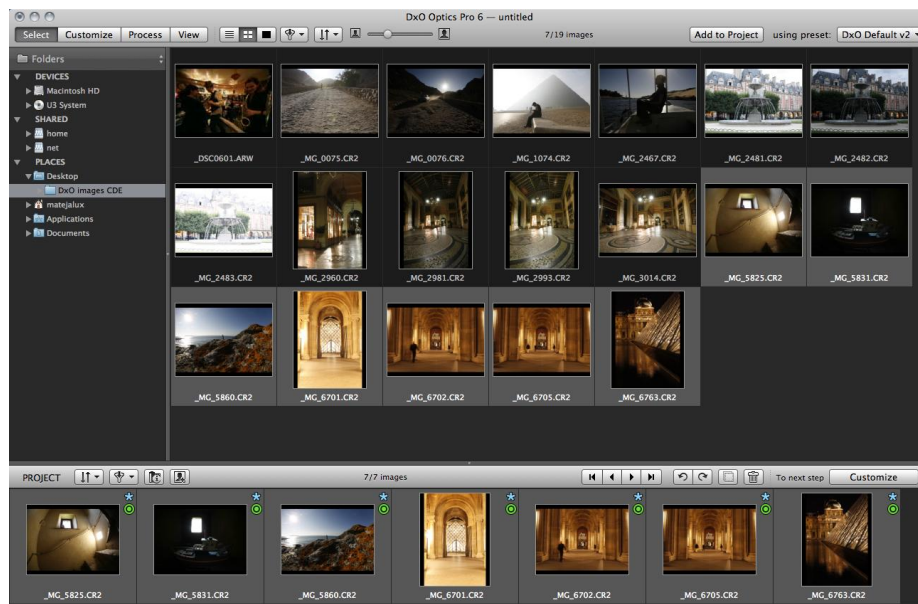 DxO Optics Pro 6 — untitled
Select Customize Process View 7/19 images Add to Project using preset: DxO Default v2
Folders
DEVICES
Macintosh HD
U3 System
SHARED
home
net
PLACES
Desktop
DxO images CDE
matejalux
Applications
Documents
_DSC0601.ARW _MG_0075.CR2 _MG_0076.CR2 _MG_1074.CR2 _MG_2467.CR2 _MG_2481.CR2 _MG_2482.CR2
_MG_2483.CR2 _MG_2960.CR2 _MG_2981.CR2 _MG_2993.CR2 _MG_3014.CR2 _MG_5825.CR2 _MG_5831.CR2
_MG_5860.CR2 _MG_6701.CR2 _MG_6702.CR2 _MG_6705.CR2 _MG_6763.CR2
PROJECT 7/7 images To next step Customize
_MG_5825.CR2 _MG_5831.CR2 _MG_5860.CR2 _MG_6701.CR2 _MG_6702.CR2 _MG_6705.CR2 _MG_6763.CR2